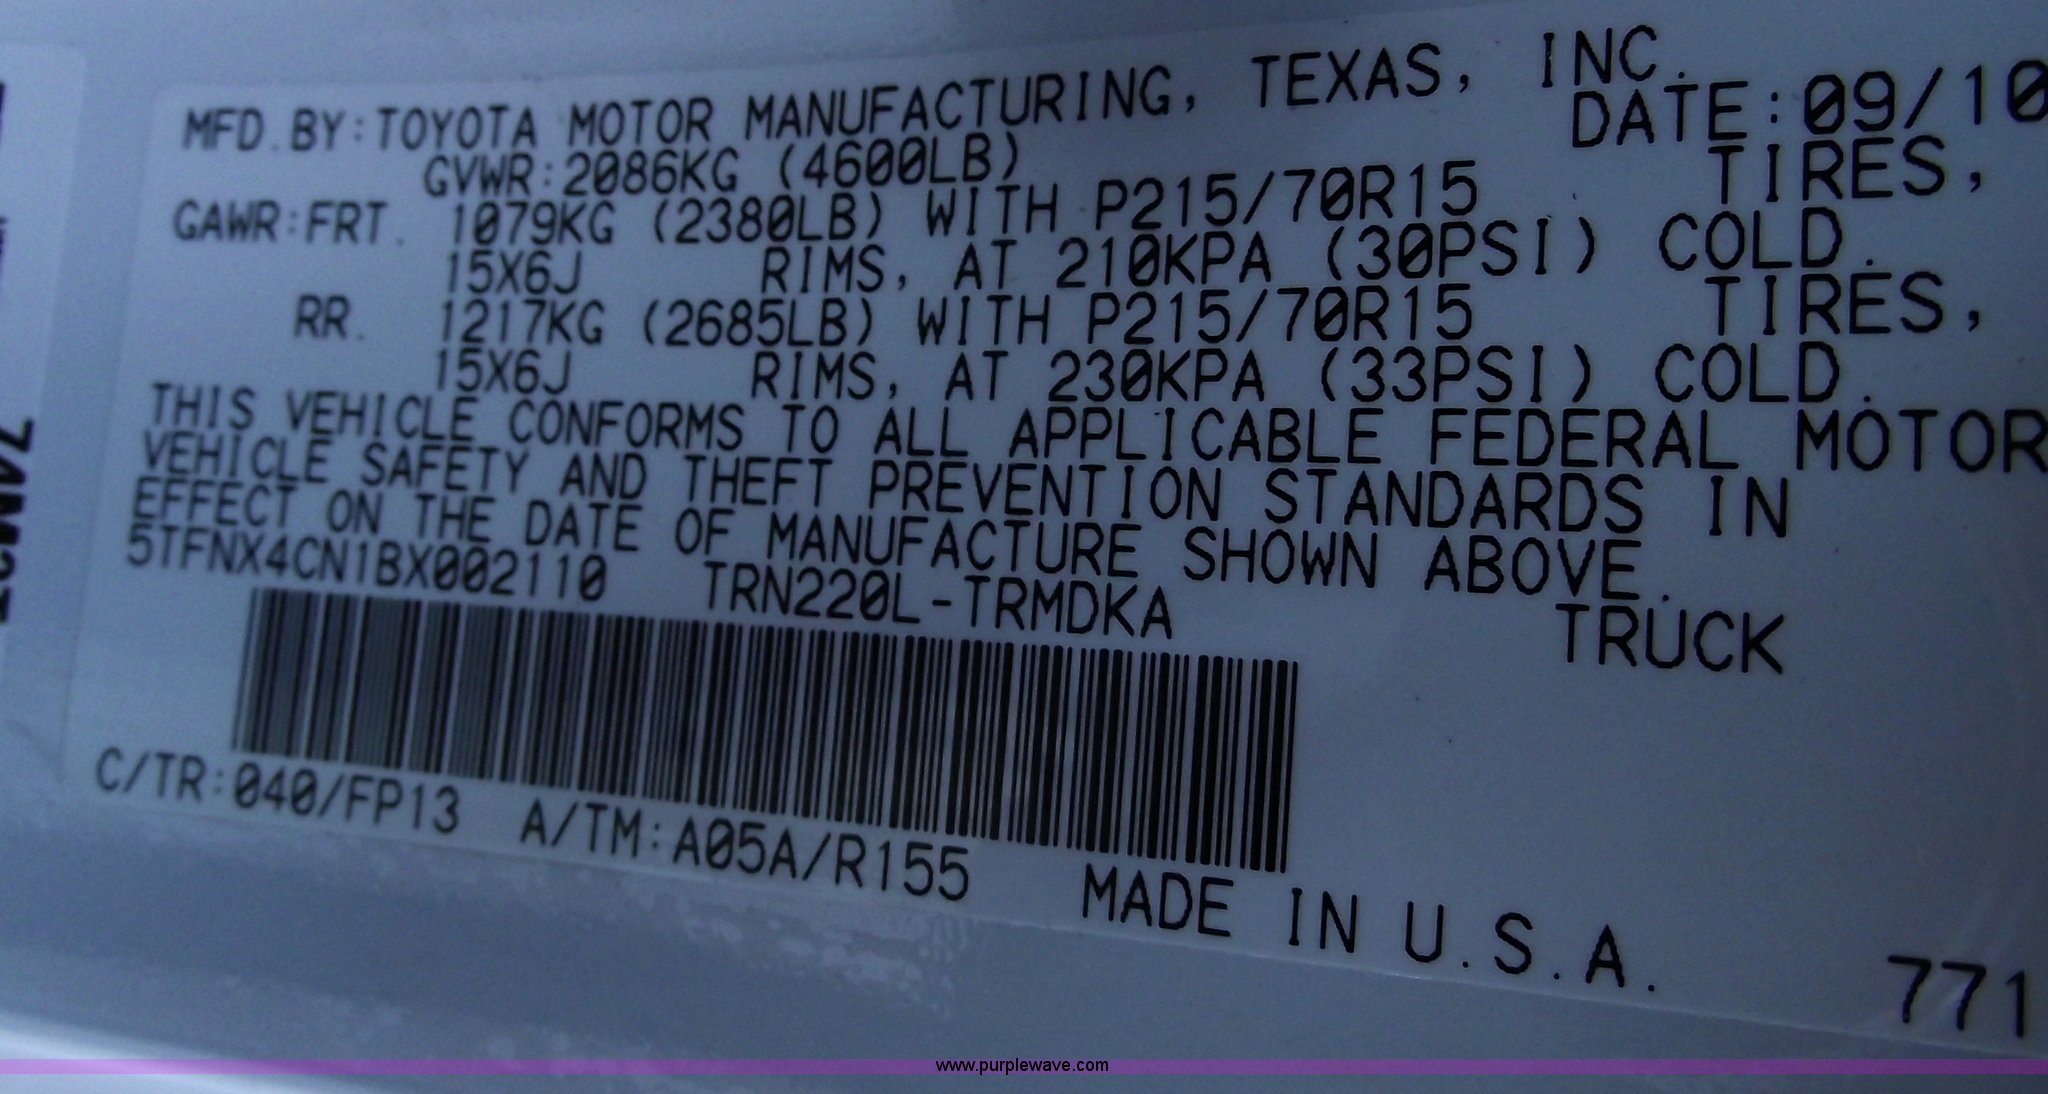 MFD.BY:TOYOTA MOTOR MANUFACTURING, TEXAS, INC.
DATE:09/10
GVWR:2086KG (4600LB)
GAWR:FRT. 1079KG (2380LB) WITH P215/70R15 TIRES,
15X6J RIMS, AT 210KPA (30PSI) COLD.
RR. 1217KG (2685LB) WITH P215/70R15 TIRES,
15X6J RIMS, AT 230KPA (33PSI) COLD.
THIS VEHICLE CONFORMS TO ALL APPLICABLE FEDERAL MOTOR
VEHICLE SAFETY AND THEFT PREVENTION STANDARDS IN
EFFECT ON THE DATE OF MANUFACTURE SHOWN ABOVE.
5TFNX4CN1BX002110 TRN220L-TRMDKA TRUCK
C/TR:040/FP13 A/TM:A05A/R155
MADE IN U.S.A.
771
www.purplewave.com